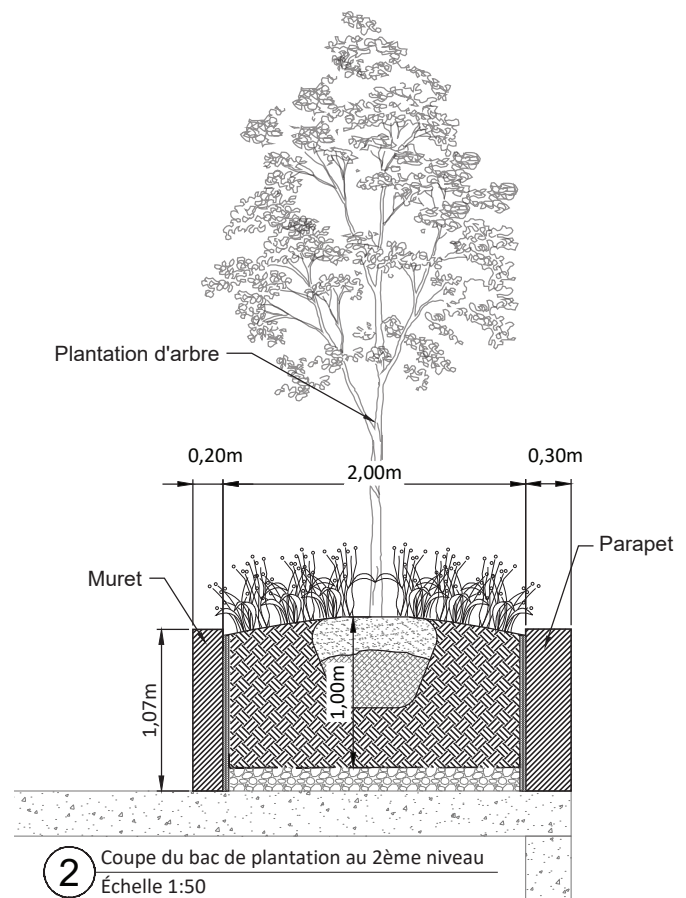 Plantation d'arbre
0,20m
2,00m
0,30m
Muret
Parapet
1,07m
1,00m
2
Coupe du bac de plantation au 2ème niveau
Échelle 1:50